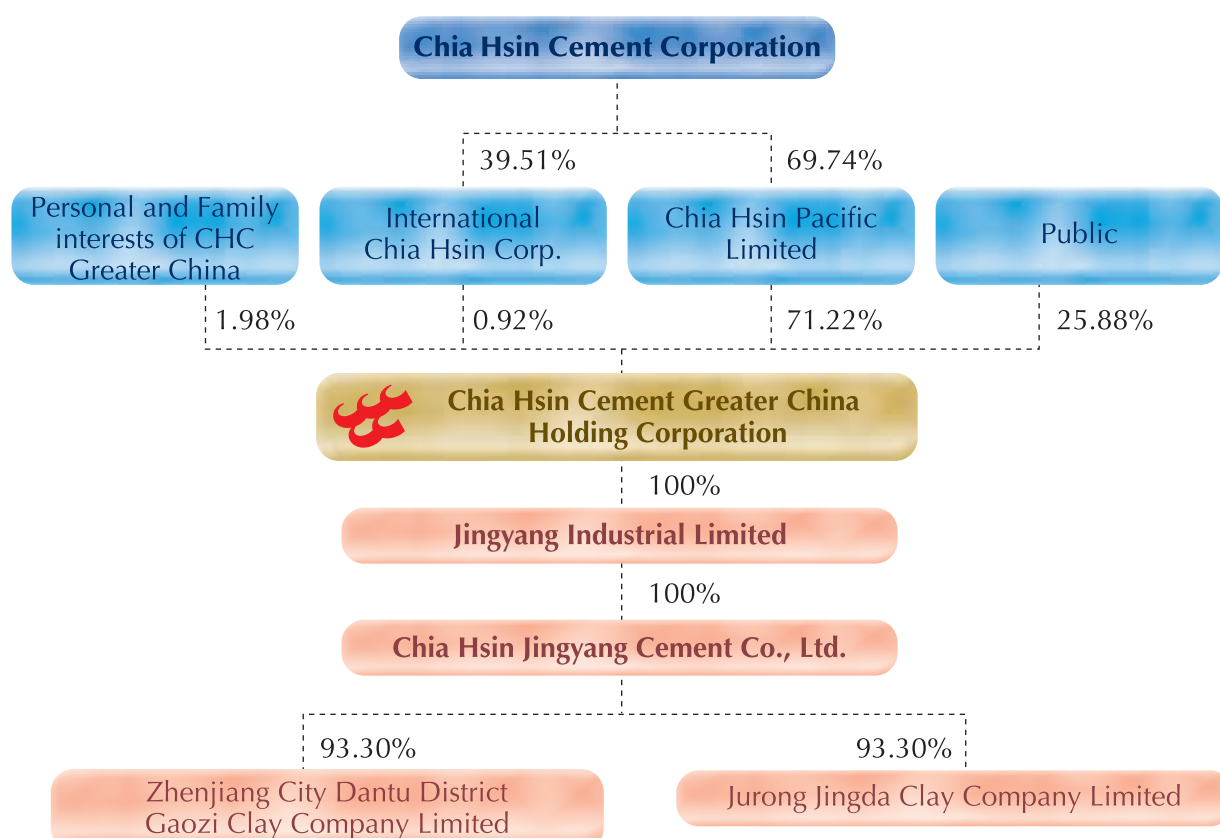 Chia Hsin Cement Corporation
39.51%
69.74%
Personal and Family
interests of CHC
Greater China
International
Chia Hsin Corp.
Chia Hsin Pacific
Limited
Public
1.98%
0.92%
71.22%
25.88%
Chia Hsin Cement Greater China
Holding Corporation
100%
Jingyang Industrial Limited
100%
Chia Hsin Jingyang Cement Co., Ltd.
93.30%
93.30%
Zhenjiang City Dantu District
Gaozi Clay Company Limited
Jurong Jingda Clay Company Limited